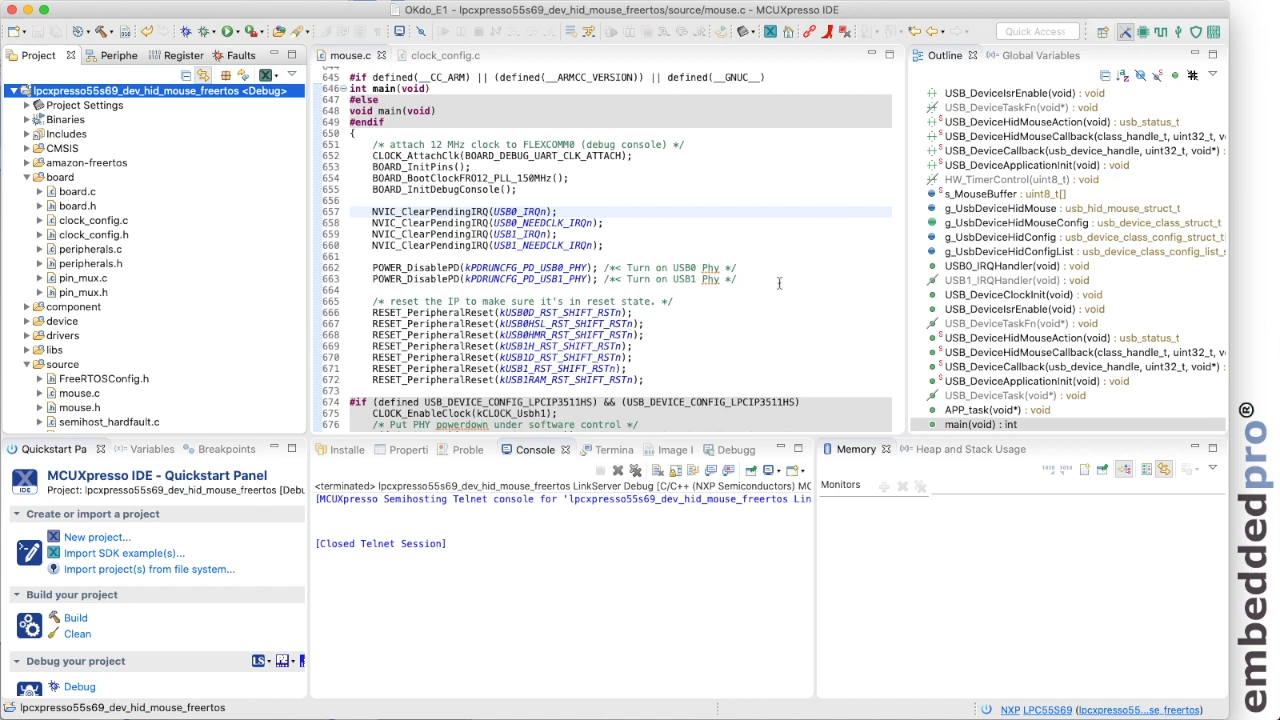 OKdo_E1 - lpcxpresso55s69_dev_hid_mouse_freertos/source/mouse.c - MCUXpresso IDE
Quick Access
Project
Periphe
Register
Faults
lpcxpresso55s69_dev_hid_mouse_freertos <Debug>
Project Settings
Binaries
Includes
CMSIS
amazon-freertos
board
board.c
board.h
clock_config.c
clock_config.h
peripherals.c
peripherals.h
pin_mux.c
pin_mux.h
component
device
drivers
libs
source
FreeRTOSConfig.h
mouse.c
mouse.h
semihost_hardfault.c
mouse.c
clock_config.c
644
645 #if defined(__CC_ARM) || (defined(__ARMCC_VERSION)) || defined(__GNUC__)
646 int main(void)
647 #else
648 void main(void)
649 #endif
650 {
651 /* attach 12 MHz clock to FLEXCOMM0 (debug console) */
652 CLOCK_AttachClk(BOARD_DEBUG_UART_CLK_ATTACH);
653 BOARD_InitPins();
654 BOARD_BootClockFRO12_PLL_150MHz();
655 BOARD_InitDebugConsole();
656
657 NVIC_ClearPendingIRQ(USB0_IRQn);
658 NVIC_ClearPendingIRQ(USB0_NEEDCLK_IRQn);
659 NVIC_ClearPendingIRQ(USB1_IRQn);
660 NVIC_ClearPendingIRQ(USB1_NEEDCLK_IRQn);
661
662 POWER_DisablePD(kPDRUNCFG_PD_USB0_PHY); /*< Turn on USB0 Phy */
663 POWER_DisablePD(kPDRUNCFG_PD_USB1_PHY); /*< Turn on USB1 Phy */
664
665 /* reset the IP to make sure it's in reset state. */
666 RESET_PeripheralReset(kUSB0D_RST_SHIFT_RSTn);
667 RESET_PeripheralReset(kUSB0HSL_RST_SHIFT_RSTn);
668 RESET_PeripheralReset(kUSB0HMR_RST_SHIFT_RSTn);
669 RESET_PeripheralReset(kUSB1H_RST_SHIFT_RSTn);
670 RESET_PeripheralReset(kUSB1D_RST_SHIFT_RSTn);
671 RESET_PeripheralReset(kUSB1_RST_SHIFT_RSTn);
672 RESET_PeripheralReset(kUSB1RAM_RST_SHIFT_RSTn);
673
674 #if (defined USB_DEVICE_CONFIG_LPCIP3511HS) && (USB_DEVICE_CONFIG_LPCIP3511HS)
675 CLOCK_EnableClock(kCLOCK_Usbh1);
676 /* Put PHY powerdown under software control */
Outline
Global Variables
USB_DeviceIsrEnable(void) : void
USB_DeviceTaskFn(void*) : void
USB_DeviceHidMouseAction(void) : usb_status_t
USB_DeviceHidMouseCallback(class_handle_t, uint32_t, v
USB_DeviceCallback(usb_device_handle, uint32_t, void*) :
USB_DeviceApplicationInit(void) : void
HW_TimerControl(uint8_t) : void
s_MouseBuffer : uint8_t[]
g_UsbDeviceHidMouse : usb_hid_mouse_struct_t
g_UsbDeviceHidMouseConfig : usb_device_class_struct_t
g_UsbDeviceHidConfig : usb_device_class_config_struct_t[
g_UsbDeviceHidConfigList : usb_device_class_config_list_s
USB0_IRQHandler(void) : void
USB1_IRQHandler(void) : void
USB_DeviceClockInit(void) : void
USB_DeviceIsrEnable(void) : void
USB_DeviceTaskFn(void*) : void
USB_DeviceHidMouseAction(void) : usb_status_t
USB_DeviceHidMouseCallback(class_handle_t, uint32_t, v
USB_DeviceCallback(usb_device_handle, uint32_t, void*) :
USB_DeviceApplicationInit(void) : void
USB_DeviceTask(void*) : void
APP_task(void*) : void
main(void) : int
Quickstart Pa
Variables
Breakpoints
MCUXpresso IDE - Quickstart Panel
Project: lpcxpresso55s69_dev_hid_mouse_freertos [Debu
Create or import a project
New project...
Import SDK example(s)...
Import project(s) from file system...
Build your project
Build
Clean
Debug your project
LS
Debug
Installe
Properti
Proble
Console
Termina
Image I
Debugg
<terminated> lpcxpresso55s69_dev_hid_mouse_freertos LinkServer Debug [C/C++ (NXP Semiconductors) MC
[MCUXpresso Semihosting Telnet console for 'lpcxpresso55s69_dev_hid_mouse_freertos Lin
[Closed Telnet Session]
Memory
Heap and Stack Usage
Monitors
lpcxpresso55s69_dev_hid_mouse_freertos
NXP LPC55S69 (lpcxpresso55...se_freertos)
embeddedpro®